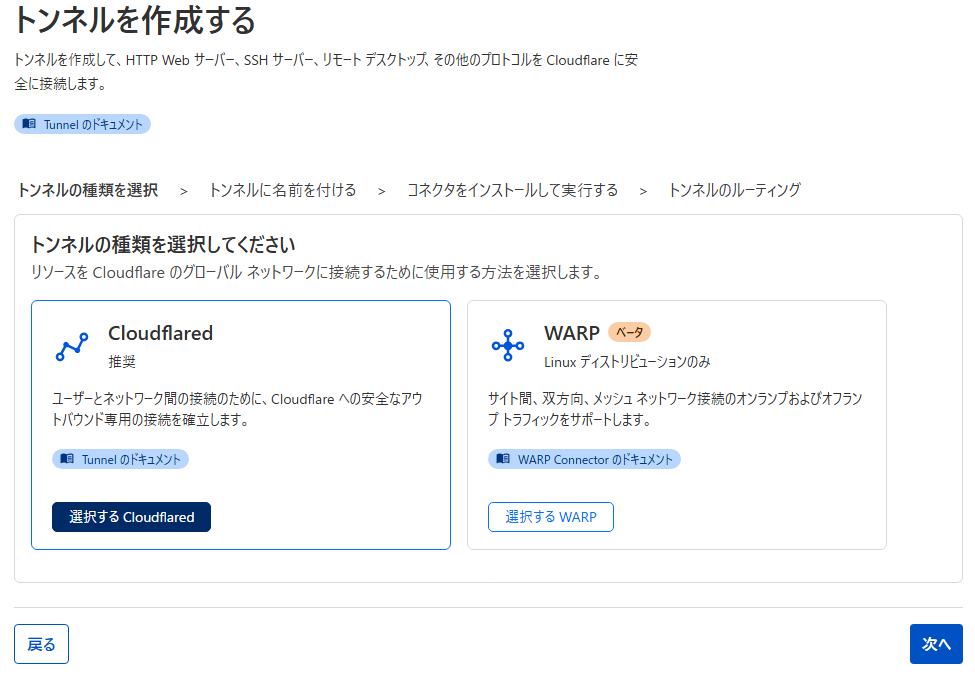 トンネルを作成する
トンネルを作成して、HTTP Web サーバー、SSH サーバー、リモート デスクトップ、その他のプロトコルを Cloudflare に安
全に接続します。
Tunnel のドキュメント
トンネルの種類を選択 > トンネルに名前を付ける > コネクタをインストールして実行する > トンネルのルーティング
トンネルの種類を選択してください
リソースを Cloudflare のグローバル ネットワークに接続するために使用する方法を選択します。
Cloudflared
推奨
ユーザーとネットワーク間の接続のために、Cloudflare への安全なアウ
トバウンド専用の接続を確立します。
Tunnel のドキュメント
選択する Cloudflared
WARP ベータ
Linux ディストリビューションのみ
サイト間、双方向、メッシュ ネットワーク接続のオンランプおよびオフラン
プ トラフィックをサポートします。
WARP Connector のドキュメント
選択する WARP
戻る
次へ